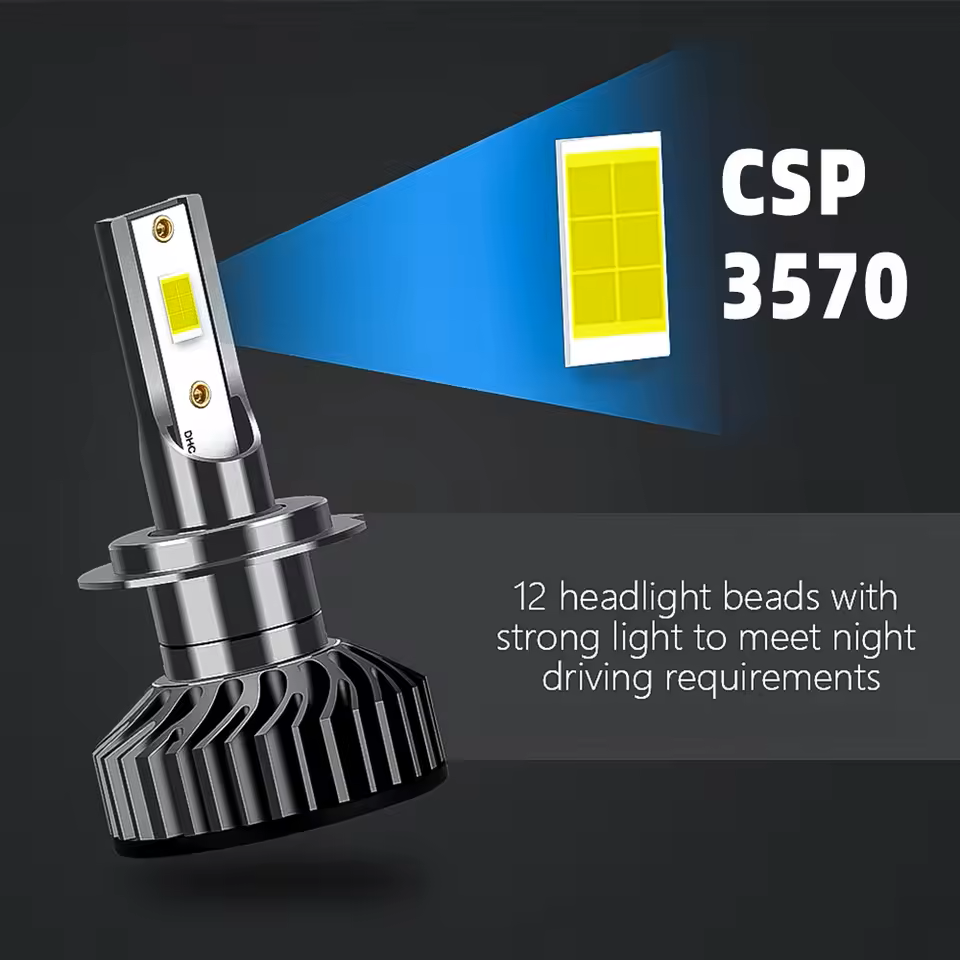 CSP
3570
DHC
12 headlight beads with
strong light to meet night
driving requirements